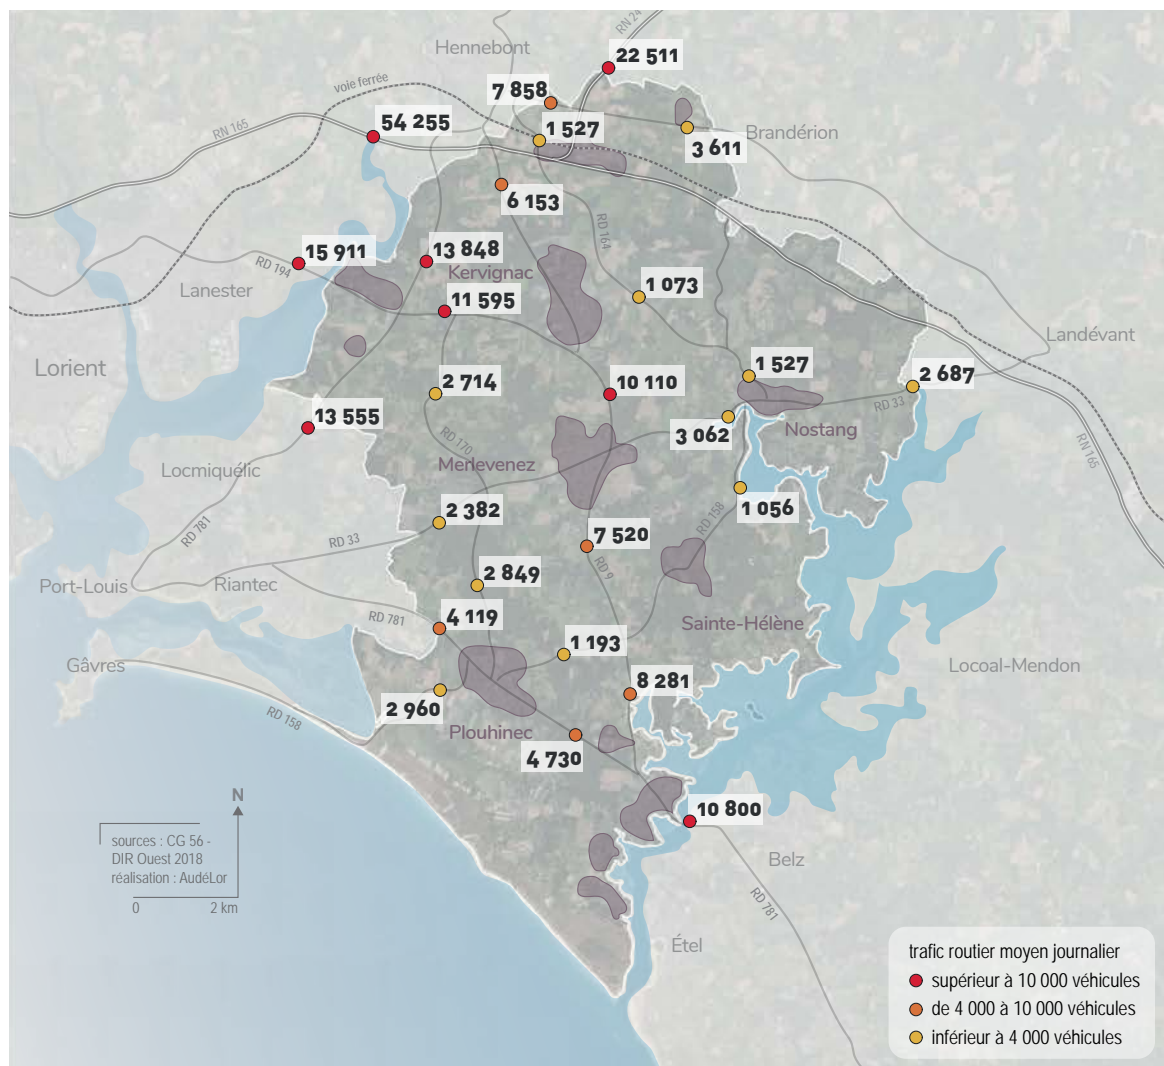 RN 24
Hennebont
22 511
voie ferrée
7 858
54 255
1 527
RN 165
Brandérion
3 611
6 153
RD 164
15 911
13 848
RD 194
Kervignac
Lanester
11 595
1 073
Landévant
Lorient
1 527
2 714
10 110
2 687
RD 33
13 555
3 062
Nostang
RD 170
RN 165
Locmiquélic
Merlevenez
2 382
1 056
RD 158
RD 781
7 520
RD 33
RD 9
2 849
Port-Louis
Riantec
4 119
RD 781
Sainte-Hélène
1 193
Gâvres
Locoal-Mendon
8 281
2 960
RD 158
Plouhinec
4 730
N
10 800
sources : CG 56 -
DIR Ouest 2018
réalisation : AudéLor
0 2 km
Belz
RD 781
Étel
trafic routier moyen journalier
supérieur à 10 000 véhicules
de 4 000 à 10 000 véhicules
inférieur à 4 000 véhicules